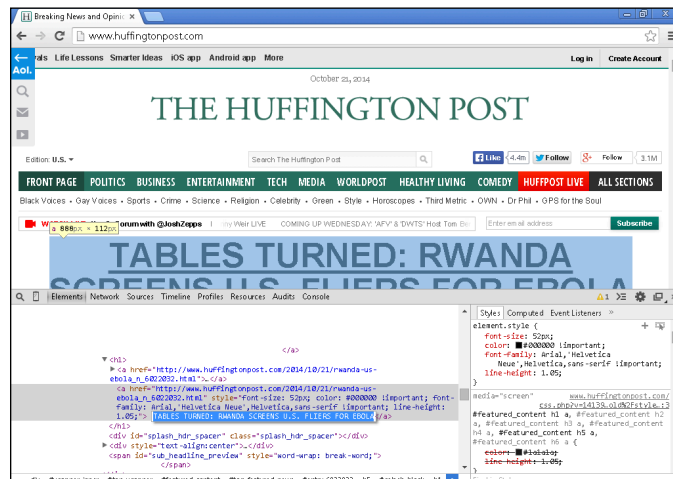 Breaking News and Opinic ×
www.huffingtonpost.com
Aol.
Life Lessons Smarter Ideas iOS app Android app More Log in Create Account
October 21, 2014
THE HUFFINGTON POST
Edition: U.S. Search The Huffington Post Like 4.4m Follow Follow 3.1M
FRONT PAGE POLITICS BUSINESS ENTERTAINMENT TECH MEDIA WORLDPOST HEALTHY LIVING COMEDY HUFFPOST LIVE ALL SECTIONS
Black Voices • Gay Voices • Sports • Crime • Science • Religion • Celebrity • Green • Style • Horoscopes • Third Metric • OWN • Dr Phil • GPS for the Soul
with @JoshZepps Weir LIVE COMING UP WEDNESDAY: 'AFV' & 'DWTS' Host Tom Enter email address Subscribe
a 888px × 112px
TABLES TURNED: RWANDA
SCREENS U.S. FLIERS FOR EBOLA
Elements Network Sources Timeline Profiles Resources Audits Console 1
Styles Computed Event Listeners »
</a>
▼<h1>
▶<a href="http://www.huffingtonpost.com/2014/10/21/rwanda-us-
ebola_n_6022032.html">…</a>
<a href="http://www.huffingtonpost.com/2014/10/21/rwanda-us-
ebola_n_6022032.html" style="font-size: 52px; color: #000000 !important; font-
family: Arial,'Helvetica Neue',Helvetica,sans-serif !important; line-height:
1.05;"> TABLES TURNED: RWANDA SCREENS U.S. FLIERS FOR EBOLA</a>
</h1>
<div id="splash_hdr_spacer" class="splash_hdr_spacer"></div>
▶<div style="text-align:center">…</div>
<span id="sub_headline_preview" style="word-wrap: break-word;">
</span>
element.style {
font-size: 52px;
color: #000000 !important;
font-family: Arial,'Helvetica
Neue',Helvetica,sans-serif !important;
line-height: 1.05;
}
media="screen" www.huffingtonpost.com/
#featured_content h1 a, #featured_content h2
a, #featured_content h3 a, #featured_content
h4 a, #featured_content h5 a,
#featured_content h6 a {
color: #1a1a1a;
line-height: 1.05;
}